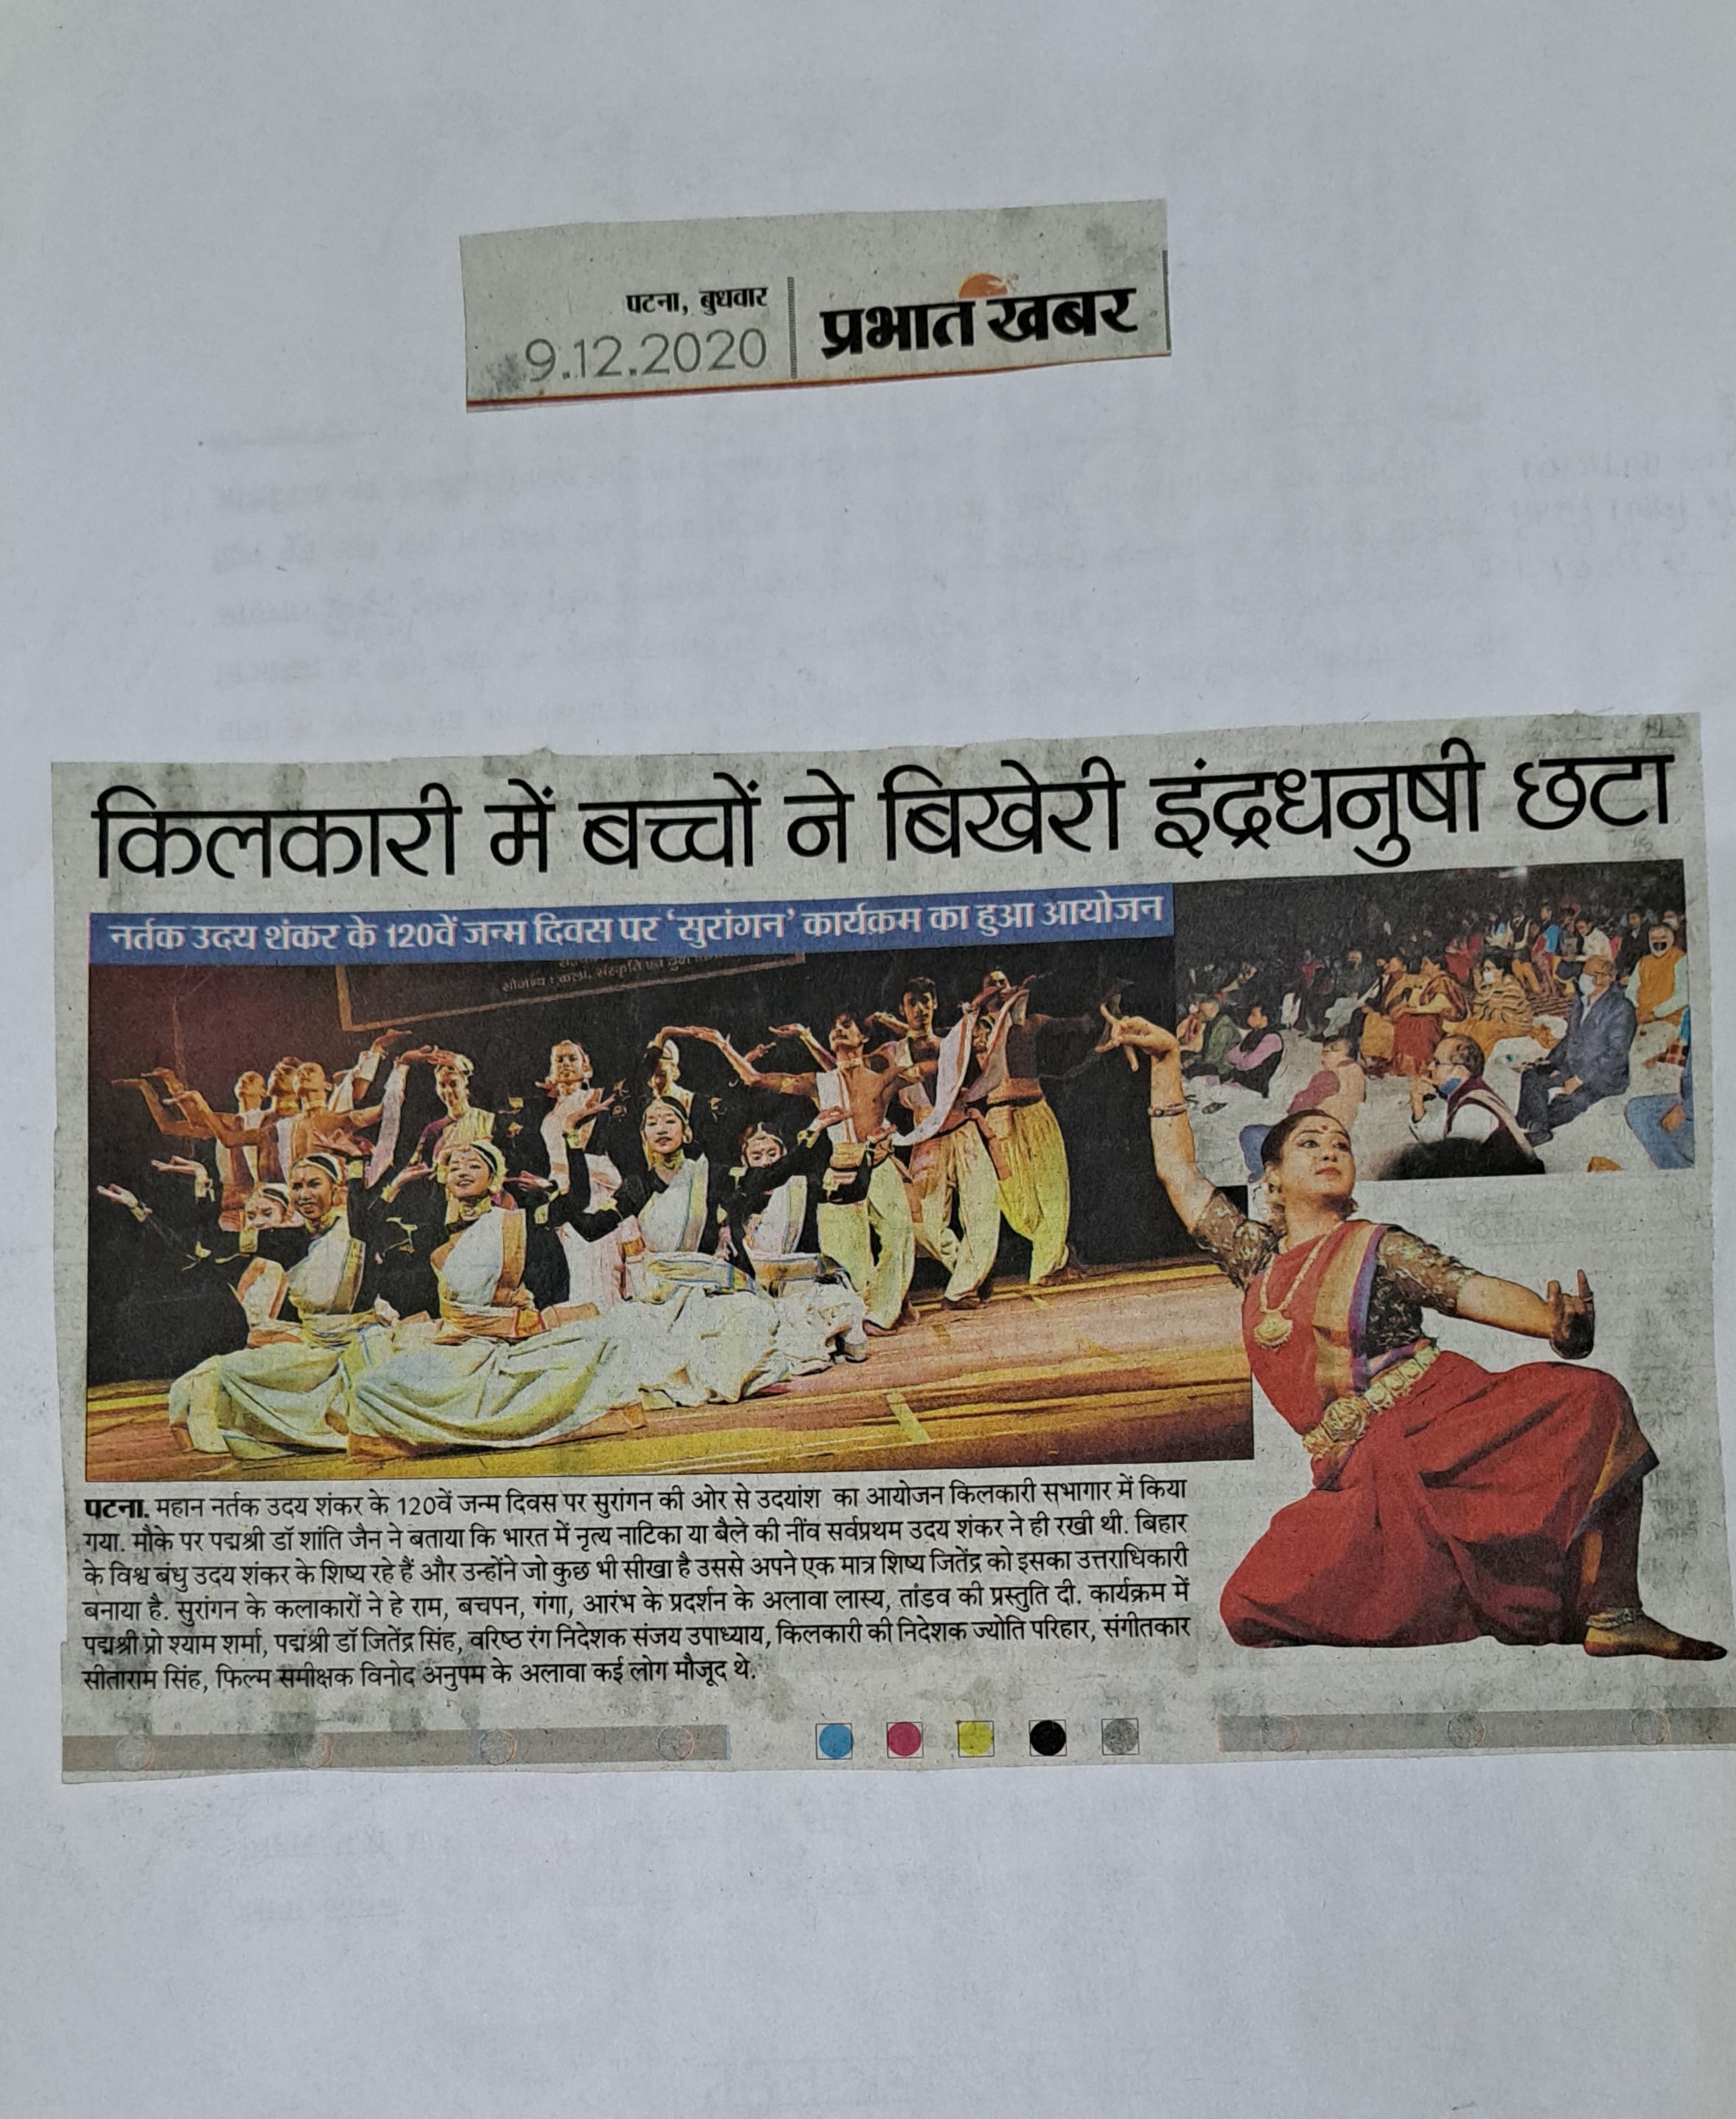 पटना, बुधवार
9.12.2020
प्रभात खबर
किलकारी में बच्चों ने बिखेरी इंद्रधनुषी छटा
नर्तक उदय शंकर के 120वें जन्म दिवस पर ‘सुरांगन’ कार्यक्रम का हुआ आयोजन
सौजन्य : कला, संस्कृति एवं युवा
पटना. महान नर्तक उदय शंकर के 120वें जन्म दिवस पर सुरांगन की ओर से उदयांश का आयोजन किलकारी सभागार में किया
गया. मौके पर पद्मश्री डॉ शांति जैन ने बताया कि भारत में नृत्य नाटिका या बैले की नींव सर्वप्रथम उदय शंकर ने ही रखी थी. बिहार
के विश्व बंधु उदय शंकर के शिष्य रहे हैं और उन्होंने जो कुछ भी सीखा है उससे अपने एक मात्र शिष्य जितेंद्र को इसका उत्तराधिकारी
बनाया है. सुरांगन के कलाकारों ने हे राम, बचपन, गंगा, आरंभ के प्रदर्शन के अलावा लास्य, तांडव की प्रस्तुति दी. कार्यक्रम में
पद्मश्री प्रो श्याम शर्मा, पद्मश्री डॉ जितेंद्र सिंह, वरिष्ठ रंग निदेशक संजय उपाध्याय, किलकारी की निदेशक ज्योति परिहार, संगीतकार
सीताराम सिंह, फिल्म समीक्षक विनोद अनुपम के अलावा कई लोग मौजूद थे.